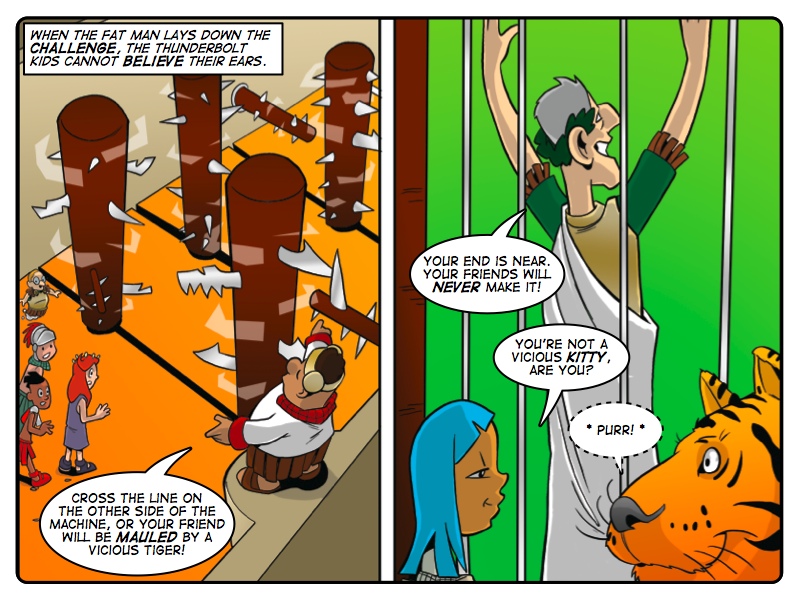 WHEN THE FAT MAN LAYS DOWN THE
CHALLENGE, THE THUNDERBOLT
KIDS CANNOT BELIEVE THEIR EARS.
CROSS THE LINE ON
THE OTHER SIDE OF THE
MACHINE, OR YOUR FRIEND
WILL BE MAULED BY A
VICIOUS TIGER!
YOUR END IS NEAR.
YOUR FRIENDS WILL
NEVER MAKE IT!
YOU'RE NOT A
VICIOUS KITTY,
ARE YOU?
* PURR! *